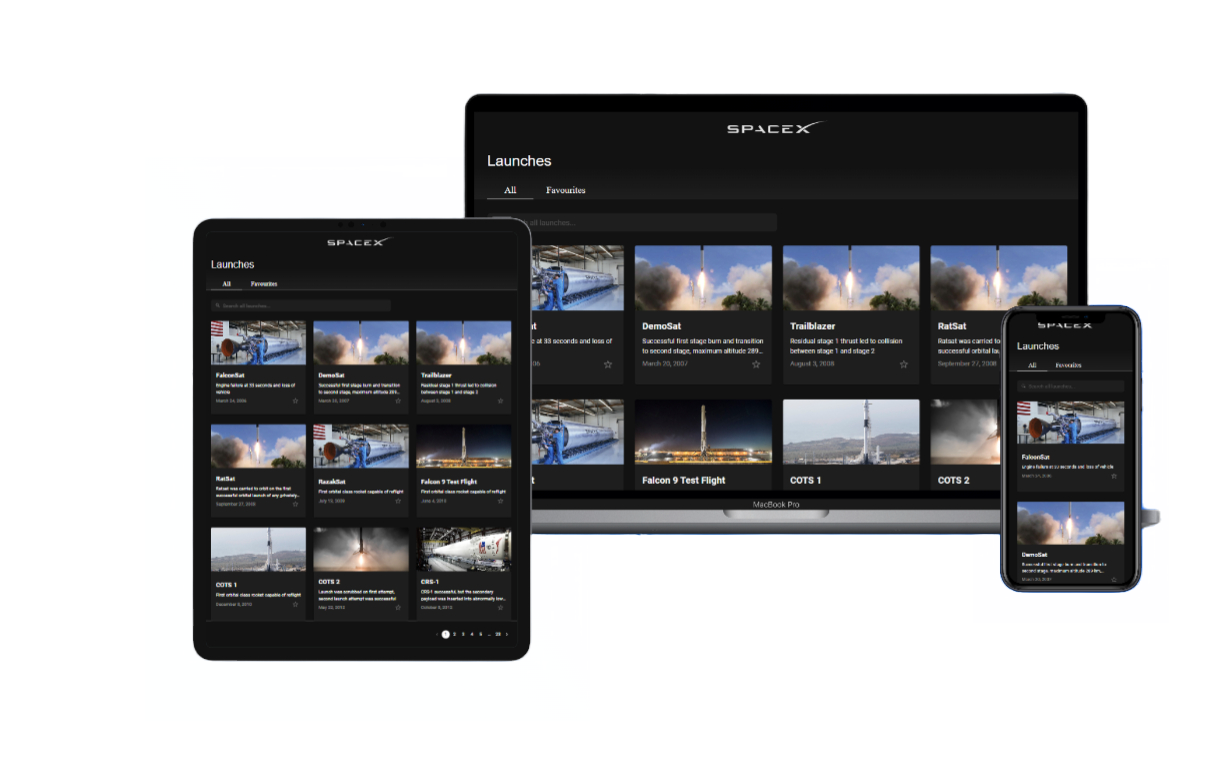 SPACEX
Launches
All Favourites
all launches...
at 33 seconds and loss of
DemoSat
Successful first stage burn and transition
to second stage, maximum altitude 289...
March 20, 2007
Trailblazer
Residual stage 1 thrust led to collision
between stage 1 and stage 2
August 3, 2008
RatSat
Ratsat was carried to
successful orbital
September 27, 2008
Falcon 9 Test Flight
COTS 1
COTS 2
MacBook Pro
SPACEX
Launches
All Favourites
Search all launches...
FalconSat
Engine failure at 33 seconds and loss of
vehicle
March 24, 2006
DemoSat
Successful first stage burn and transition
to second stage, maximum altitude 289...
March 20, 2007
Trailblazer
Residual stage 1 thrust led to collision
between stage 1 and stage 2
August 3, 2008
RatSat
Ratsat was carried to orbit on the first
successful orbital launch of any privately...
September 27, 2008
RazakSat
First orbital class rocket capable of reflight
July 13, 2009
Falcon 9 Test Flight
First orbital class rocket capable of reflight
June 4, 2010
COTS 1
First orbital class rocket capable of reflight
December 8, 2010
COTS 2
Launch was scrubbed on first attempt,
second launch attempt was successful
May 22, 2012
CRS-1
CRS-1 successful, but the secondary
payload was inserted into abnormally low...
October 8, 2012
1 2 3 4 5 ...
SPACEX
Launches
All Favourites
Search all launches...
FalconSat
Engine failure at 33 seconds and loss of vehicle
March 24, 2006
DemoSat
Successful first stage burn and transition to
second stage, maximum altitude 289 km,...
March 20, 2007